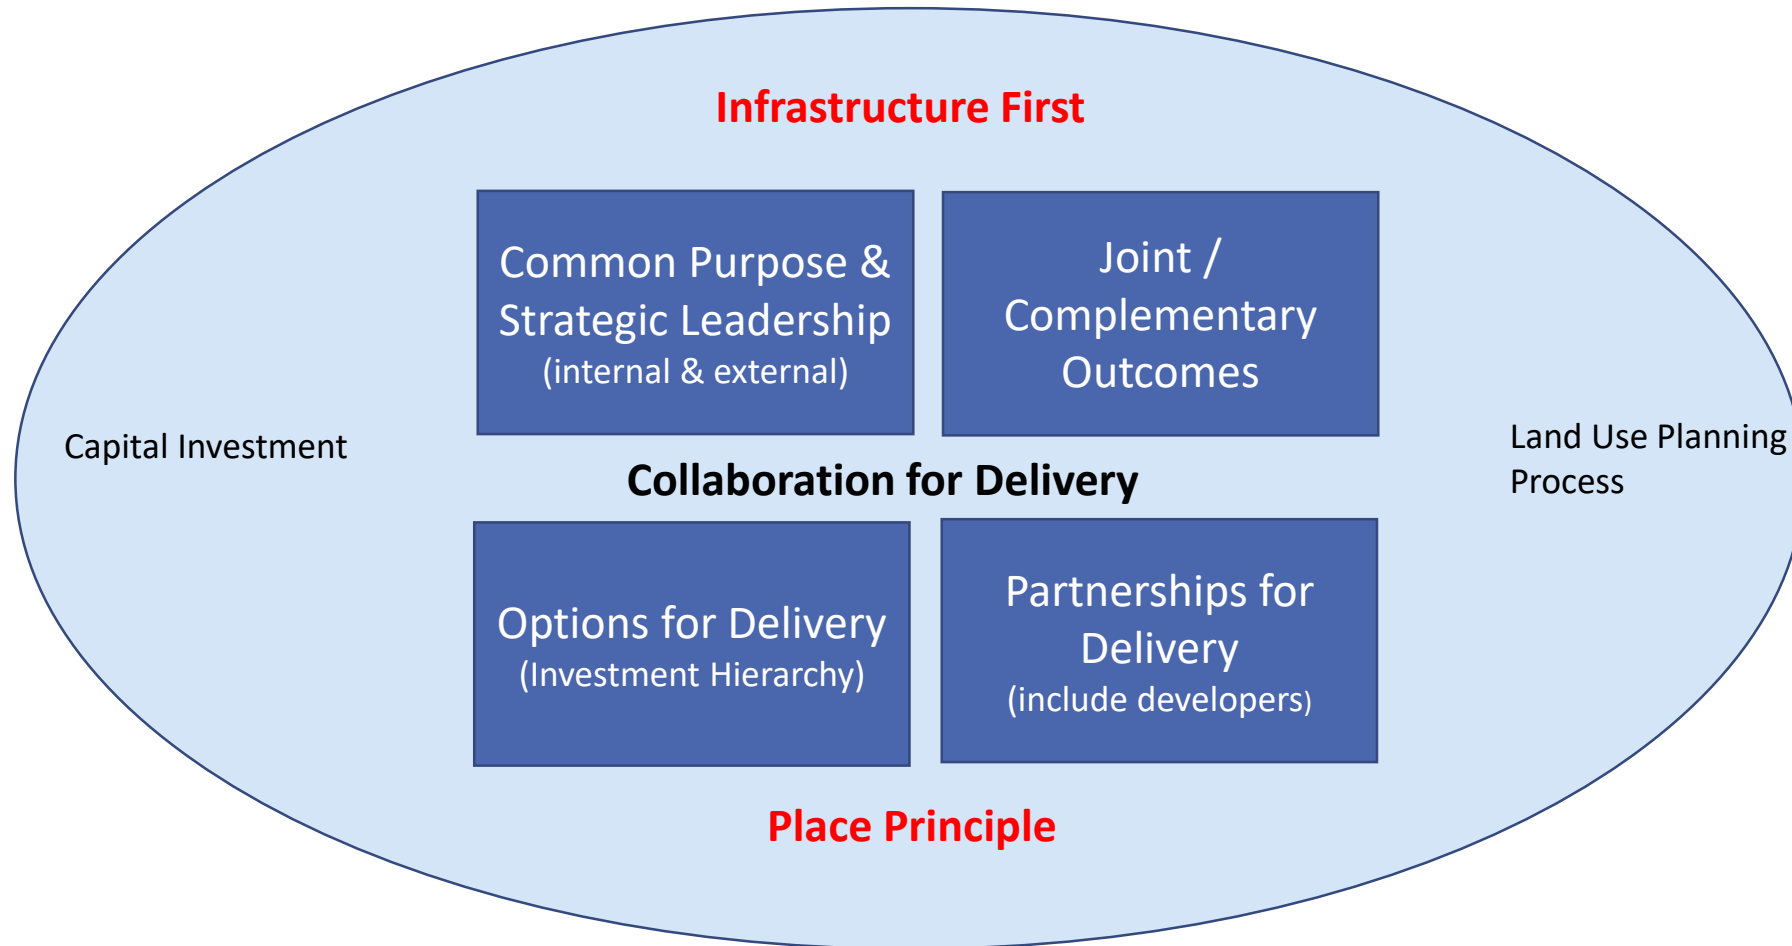 Infrastructure First
Common Purpose &
Strategic Leadership
(internal & external)
Joint /
Complementary
Outcomes
Capital Investment
Land Use Planning
Process
Collaboration for Delivery
Options for Delivery
(Investment Hierarchy)
Partnerships for
Delivery
(include developers)
Place Principle